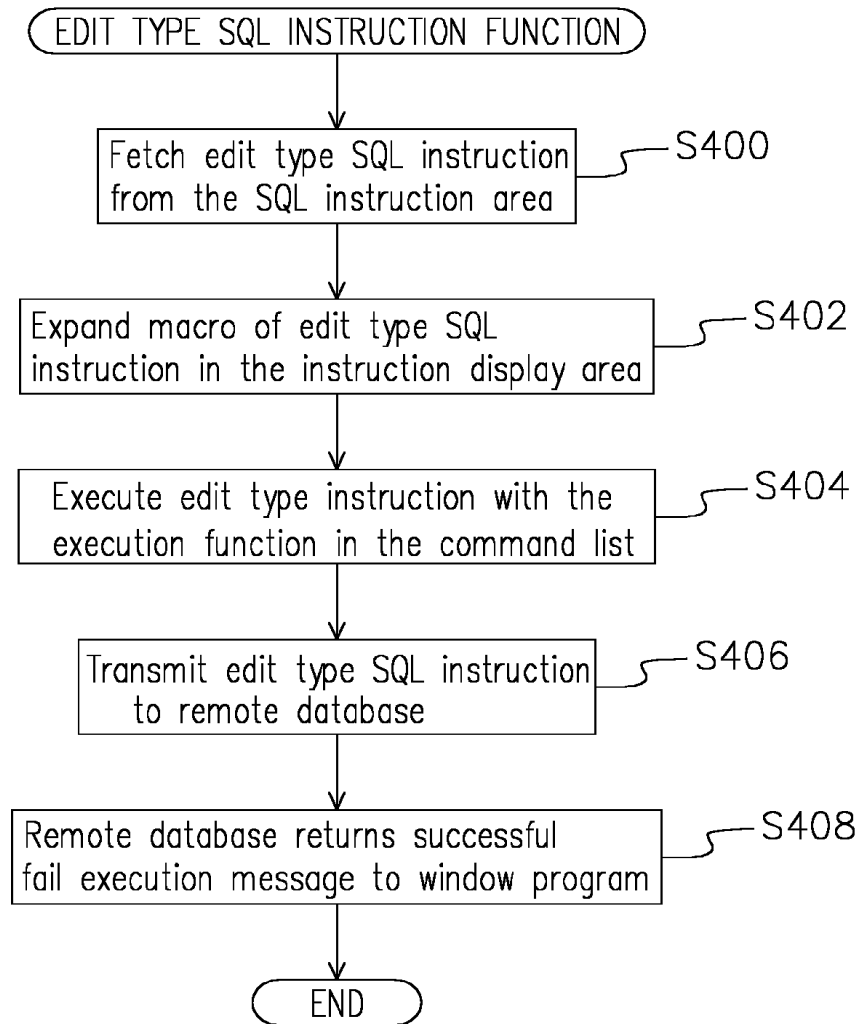 EDIT TYPE SQL INSTRUCTION FUNCTION
Fetch edit type SQL instruction
from the SQL instruction area
S400
Expand macro of edit type SQL
instruction in the instruction display area
S402
Execute edit type instruction with the
execution function in the command list
S404
Transmit edit type SQL instruction
to remote database
S406
Remote database returns successful
fail execution message to window program
S408
END